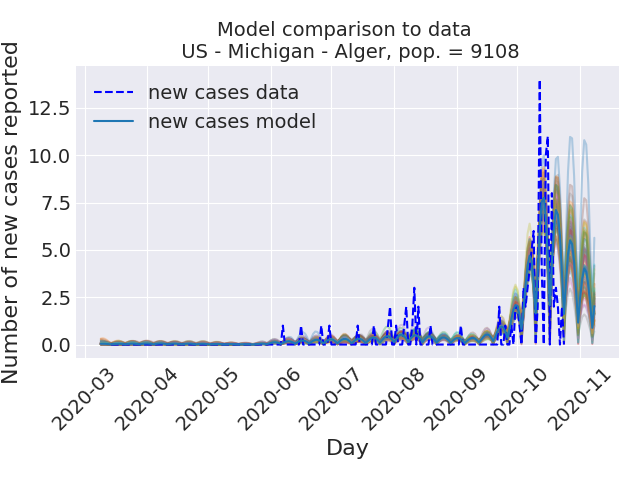 Model comparison to data
US - Michigan - Alger, pop. = 9108
Number of new cases reported
12.5
10.0
7.5
5.0
2.5
0.0
new cases data
new cases model
2020-03
2020-04
2020-05
2020-06
2020-07
2020-08
2020-09
2020-10
2020-11
Day